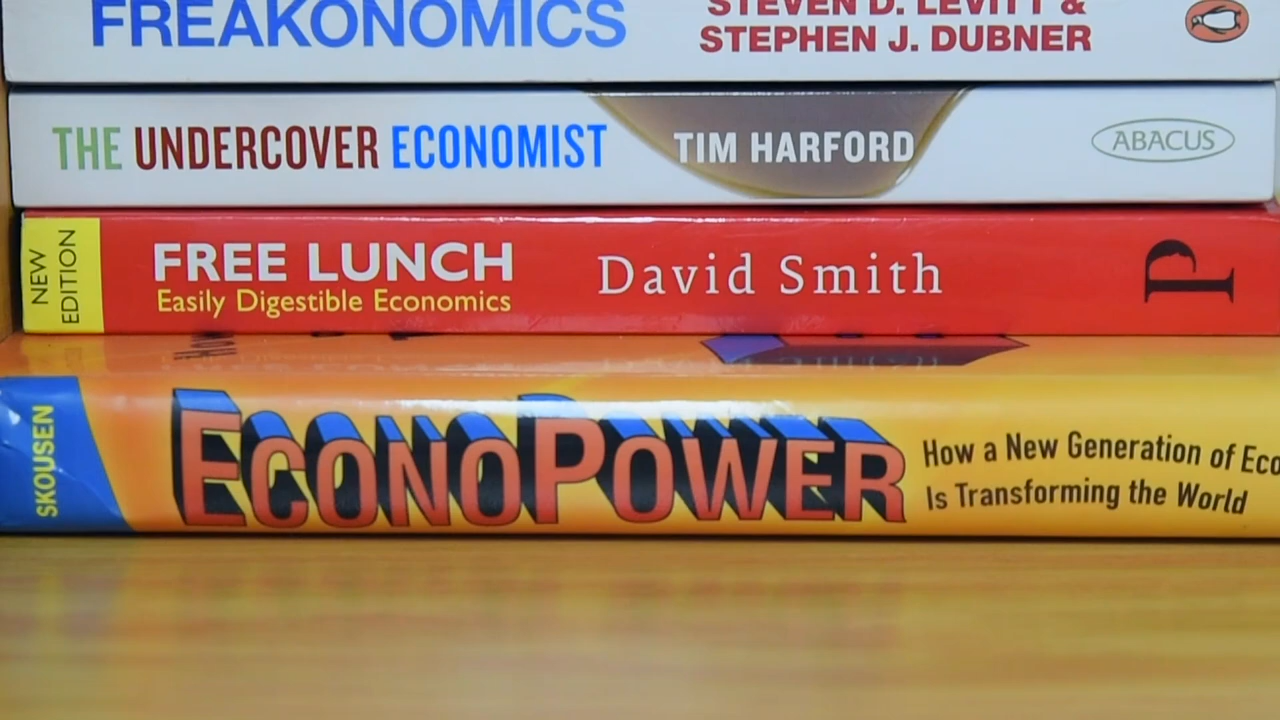 FREAKONOMICS
STEVEN D. LEVITT &
STEPHEN J. DUBNER
THE UNDERCOVER ECONOMIST
TIM HARFORD
ABACUS
NEW
EDITION
FREE LUNCH
Easily Digestible Economics
David Smith
P
SKOUSEN
ECONOPOWER
How a New Generation of Eco
Is Transforming the World